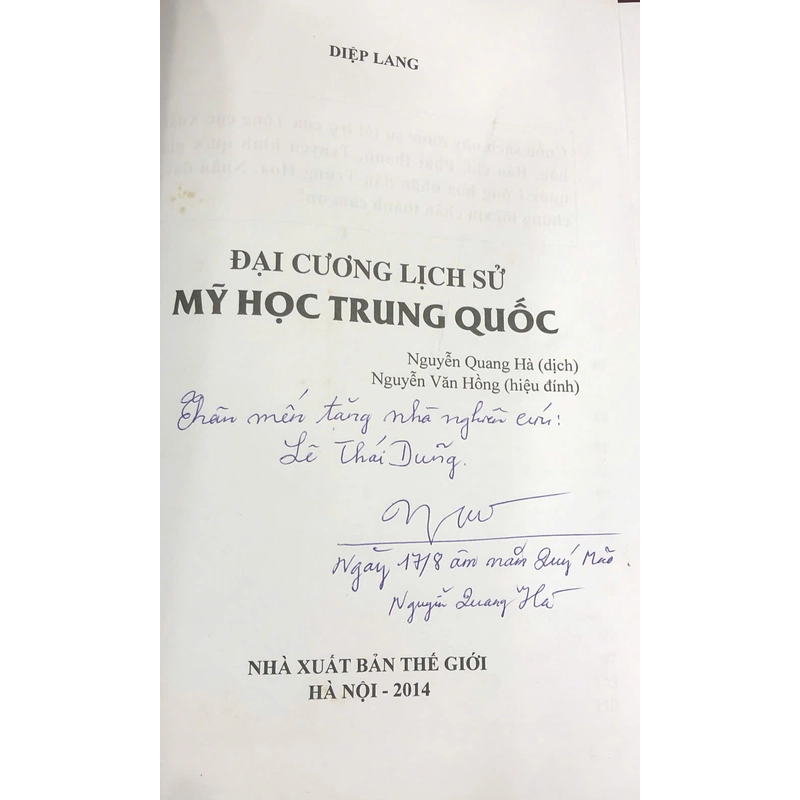 DIỆP LANG
ĐẠI CƯƠNG LỊCH SỬ
MỸ HỌC TRUNG QUỐC
Nguyễn Quang Hà (dịch)
Nguyễn Văn Hồng (hiệu đính)
Thân mến tặng nhà nghiên cứu:
Lê Thái Dũng.
Ngày 17/8 âm năm Quý Mão.
Nguyễn Quang Hà
NHÀ XUẤT BẢN THẾ GIỚI
HÀ NỘI - 2014